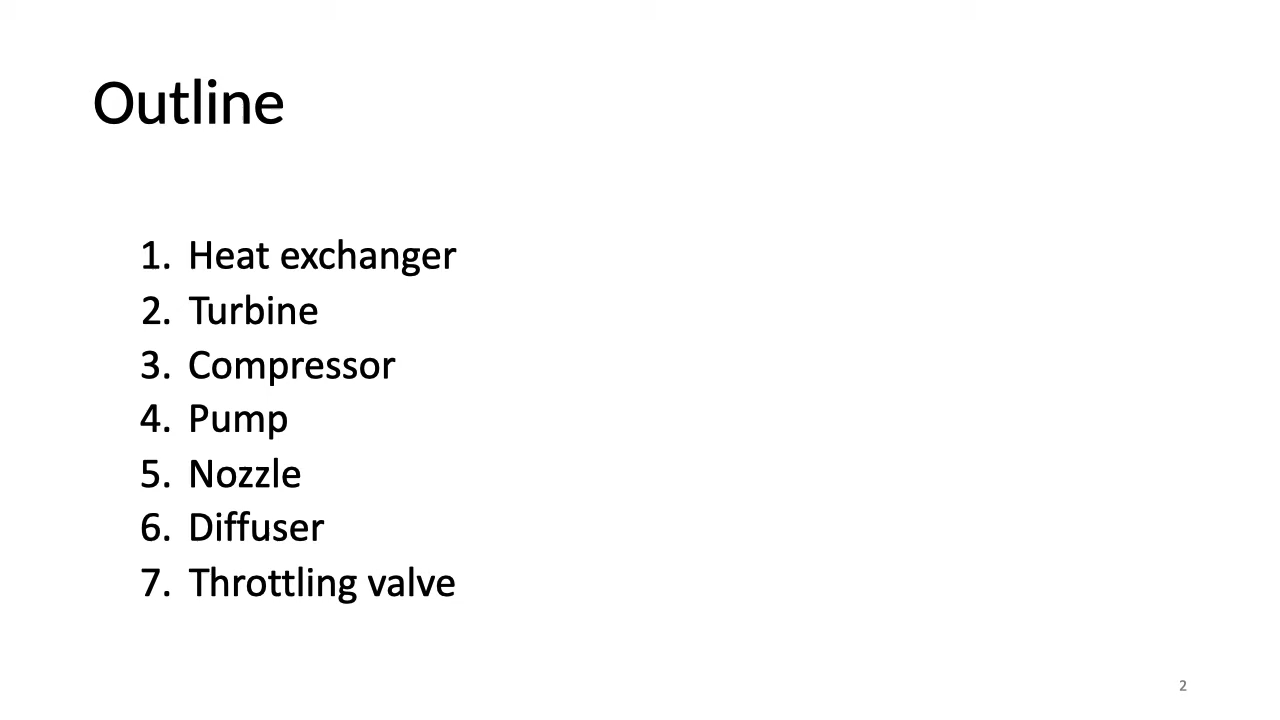 Outline
1. Heat exchanger
2. Turbine
3. Compressor
4. Pump
5. Nozzle
6. Diffuser
7. Throttling valve
2